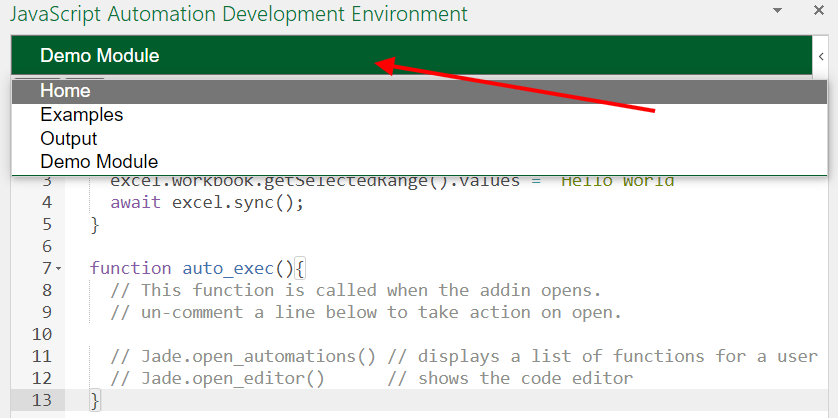 JavaScript Automation Development Environment
Demo Module
Home
Examples
Output
Demo Module
3 excel.workbook.getSelectedRange().values = "Hello World"
4 await excel.sync();
5 }
6
7 function auto_exec(){
8 // This function is called when the addin opens.
9 // un-comment a line below to take action on open.
10
11 // Jade.open_automations() // displays a list of functions for a user
12 // Jade.open_editor() // shows the code editor
13 }